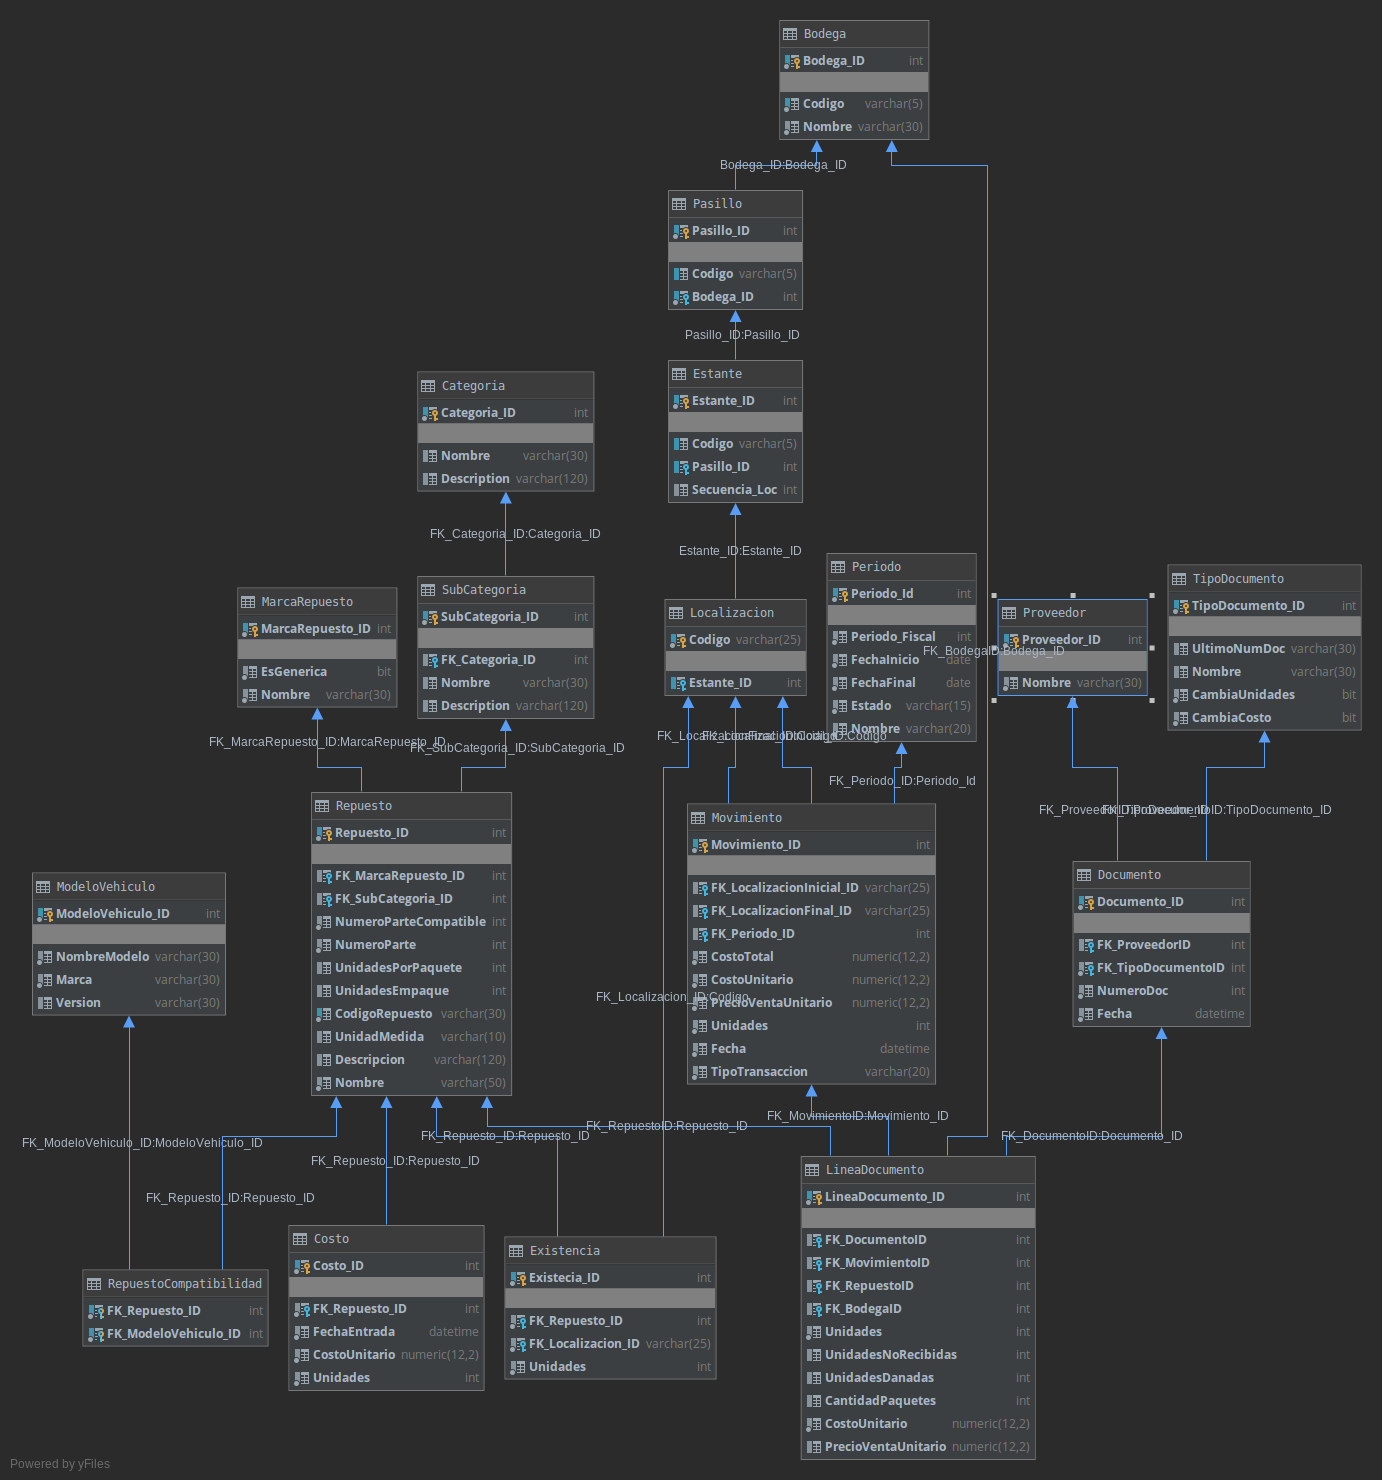 Bodega
Bodega_ID int
Codigo varchar(5)
Nombre varchar(30)
Bodega_ID:Bodega_ID
Pasillo
Pasillo_ID int
Codigo varchar(5)
Bodega_ID int
Pasillo_ID:Pasillo_ID
Estante
Estante_ID int
Codigo varchar(5)
Pasillo_ID int
Secuencia_Loc int
Estante_ID:Estante_ID
Categoria
Categoria_ID int
Nombre varchar(30)
Description varchar(120)
FK_Categoria_ID:Categoria_ID
SubCategoria
SubCategoria_ID int
FK_Categoria_ID int
Nombre varchar(30)
Description varchar(120)
FK_SubCategoria_ID:SubCategoria_ID
MarcaRepuesto
MarcaRepuesto_ID int
EsGenerica bit
Nombre varchar(30)
FK_MarcaRepuesto_ID:MarcaRepuesto_ID
Localizacion
Codigo varchar(25)
Estante_ID int
Periodo
Periodo_Id int
Periodo_Fiscal int
FechaInicio date
FechaFinal date
Estado varchar(15)
Nombre varchar(20)
FK_BodegaID:Bodega_ID
FK_Periodo_ID:Periodo_Id
Proveedor
Proveedor_ID int
Nombre varchar(30)
TipoDocumento
TipoDocumento_ID int
UltimoNumDoc varchar(30)
Nombre varchar(30)
CambiaUnidades bit
CambiaCosto bit
Repuesto
Repuesto_ID int
FK_MarcaRepuesto_ID int
FK_SubCategoria_ID int
NumeroParteCompatible int
NumeroParte int
UnidadesPorPaquete int
UnidadesEmpaque int
CodigoRepuesto varchar(30)
UnidadMedida varchar(10)
Descripcion varchar(120)
Nombre varchar(50)
Movimiento
Movimiento_ID int
FK_LocalizacionInicial_ID varchar(25)
FK_LocalizacionFinal_ID varchar(25)
FK_Periodo_ID int
CostoTotal numeric(12,2)
CostoUnitario numeric(12,2)
PrecioVentaUnitario numeric(12,2)
Unidades int
Fecha datetime
TipoTransaccion varchar(20)
FK_Localizacion_ID:Codigo
Documento
Documento_ID int
FK_ProveedorID int
FK_TipoDocumentoID int
NumeroDoc int
Fecha datetime
ModeloVehiculo
ModeloVehiculo_ID int
NombreModelo varchar(30)
Marca varchar(30)
Version varchar(30)
FK_ModeloVehiculo_ID:ModeloVehiculo_ID
FK_Repuesto_ID:Repuesto_ID
FK_Repuesto_ID:Repuesto_ID
FK_Repuesto_ID:Repuesto_ID
FK_RepuestoID:Repuesto_ID
FK_MovimientoID:Movimiento_ID
FK_DocumentoID:Documento_ID
RepuestoCompatibilidad
FK_Repuesto_ID int
FK_ModeloVehiculo_ID int
Costo
Costo_ID int
FK_Repuesto_ID int
FechaEntrada datetime
CostoUnitario numeric(12,2)
Unidades int
Existencia
Existecia_ID int
FK_Repuesto_ID int
FK_Localizacion_ID varchar(25)
Unidades int
LineaDocumento
LineaDocumento_ID int
FK_DocumentoID int
FK_MovimientoID int
FK_RepuestoID int
FK_BodegaID int
Unidades int
UnidadesNoRecibidas int
UnidadesDanadas int
CantidadPaquetes int
CostoUnitario numeric(12,2)
PrecioVentaUnitario numeric(12,2)
Powered by yFiles